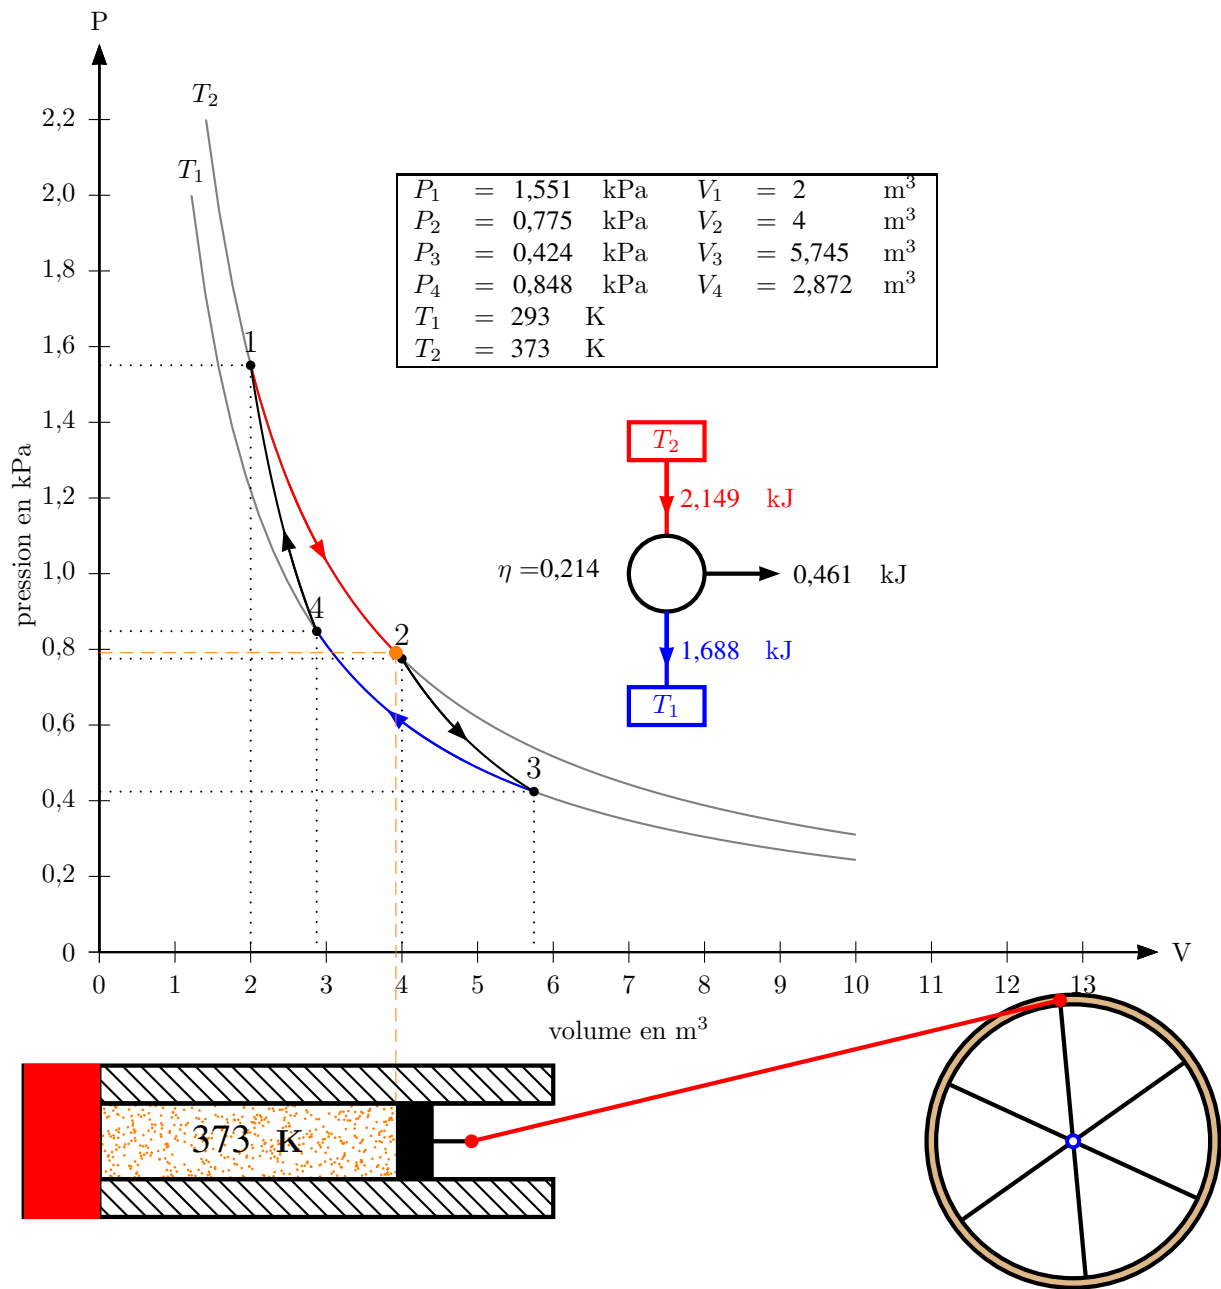 P
T₂
2,2
T₁
2,0
P₁ = 1,551 kPa V₁ = 2 m³
P₂ = 0,775 kPa V₂ = 4 m³
P₃ = 0,424 kPa V₃ = 5,745 m³
P₄ = 0,848 kPa V₄ = 2,872 m³
T₁ = 293 K
T₂ = 373 K
1,8
1,6
1
1,4
T₂
pression en kPa
1,2
2,149 kJ
1,0
η =0,214
0,461 kJ
4
0,8
2
1,688 kJ
0,6
T₁
3
0,4
0,2
0
V
0 1 2 3 4 5 6 7 8 9 10 11 12 13
volume en m³
373 K